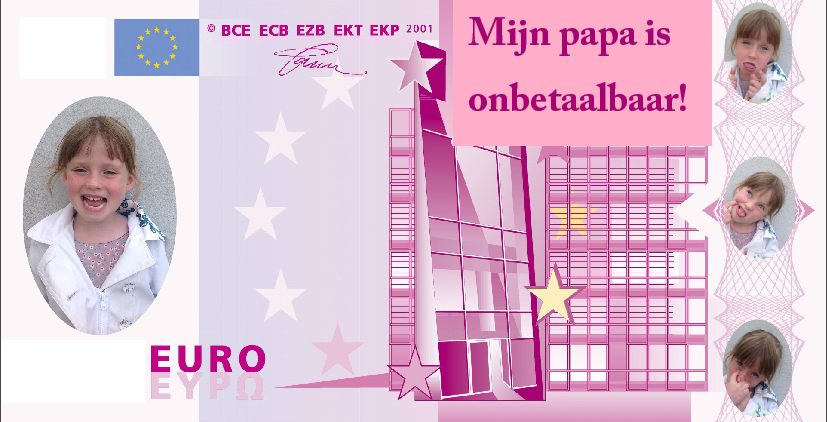 © BCE ECB EZB EKT EKP 2001
Mijn papa is
onbetaalbaar!
EURO
ΕΥΡΩ